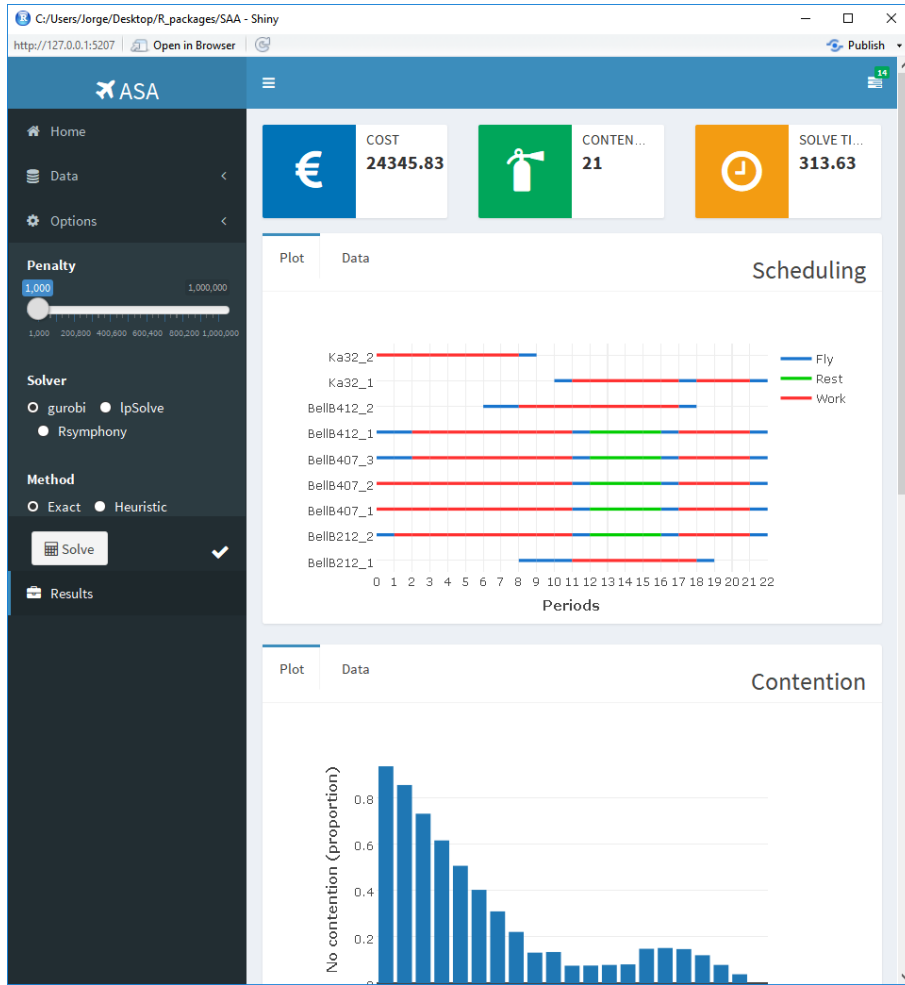 C:/Users/Jorge/Desktop/R_packages/SAA - Shiny
http://127.0.0.1:5207 Open in Browser Publish
ASA
14
Home
Data
Options
Penalty
1,000 1,000,000
1,000 200,800 400,600 600,400 800,200 1,000,000
Solver
gurobi lpSolve
Rsymphony
Method
Exact Heuristic
Solve
Results
COST
24345.83
CONTEN...
21
SOLVE TI...
313.63
Plot Data
Scheduling
Ka32_2
Ka32_1
BellB412_2
BellB412_1
BellB407_3
BellB407_2
BellB407_1
BellB212_2
BellB212_1
0 1 2 3 4 5 6 7 8 9 10 11 12 13 14 15 16 17 18 19 20 21 22
Periods
Fly
Rest
Work
Plot Data
Contention
No contention (proportion)
0.8
0.6
0.4
0.2
0